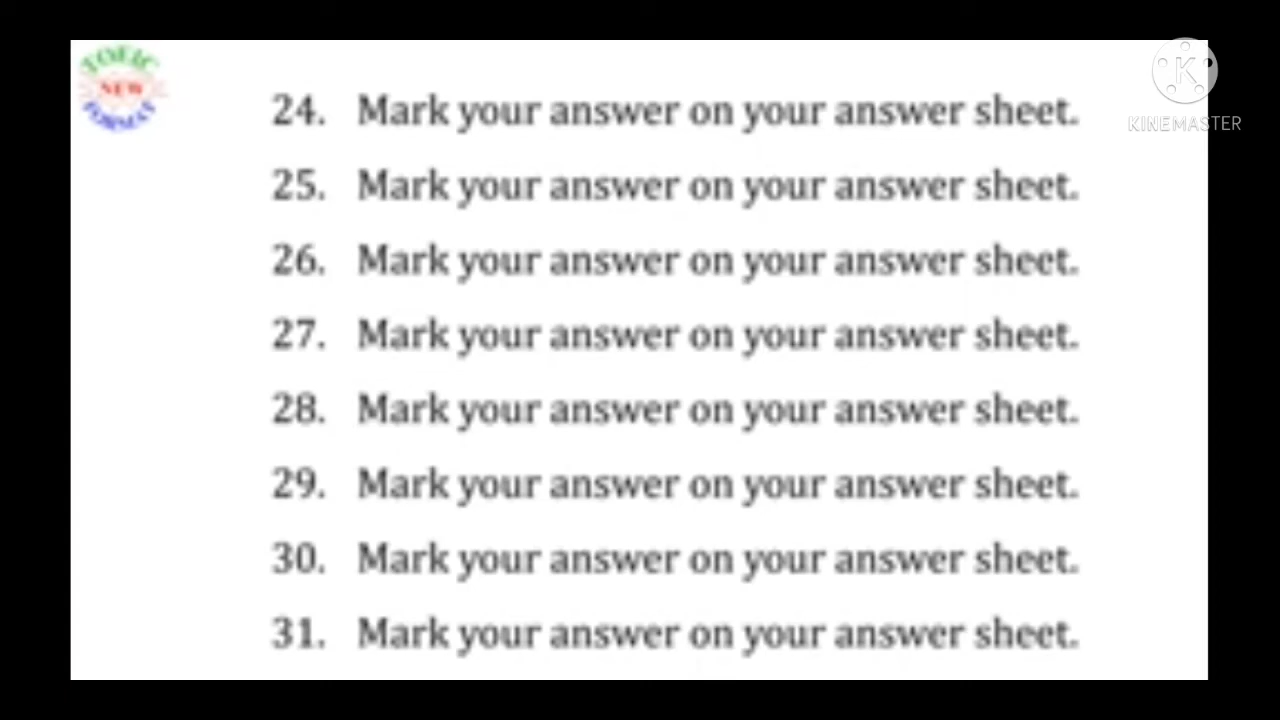 TOEIC
NEW
FORMAT
24. Mark your answer on your answer sheet.
25. Mark your answer on your answer sheet.
26. Mark your answer on your answer sheet.
27. Mark your answer on your answer sheet.
28. Mark your answer on your answer sheet.
29. Mark your answer on your answer sheet.
30. Mark your answer on your answer sheet.
31. Mark your answer on your answer sheet.
K
KINEMASTER